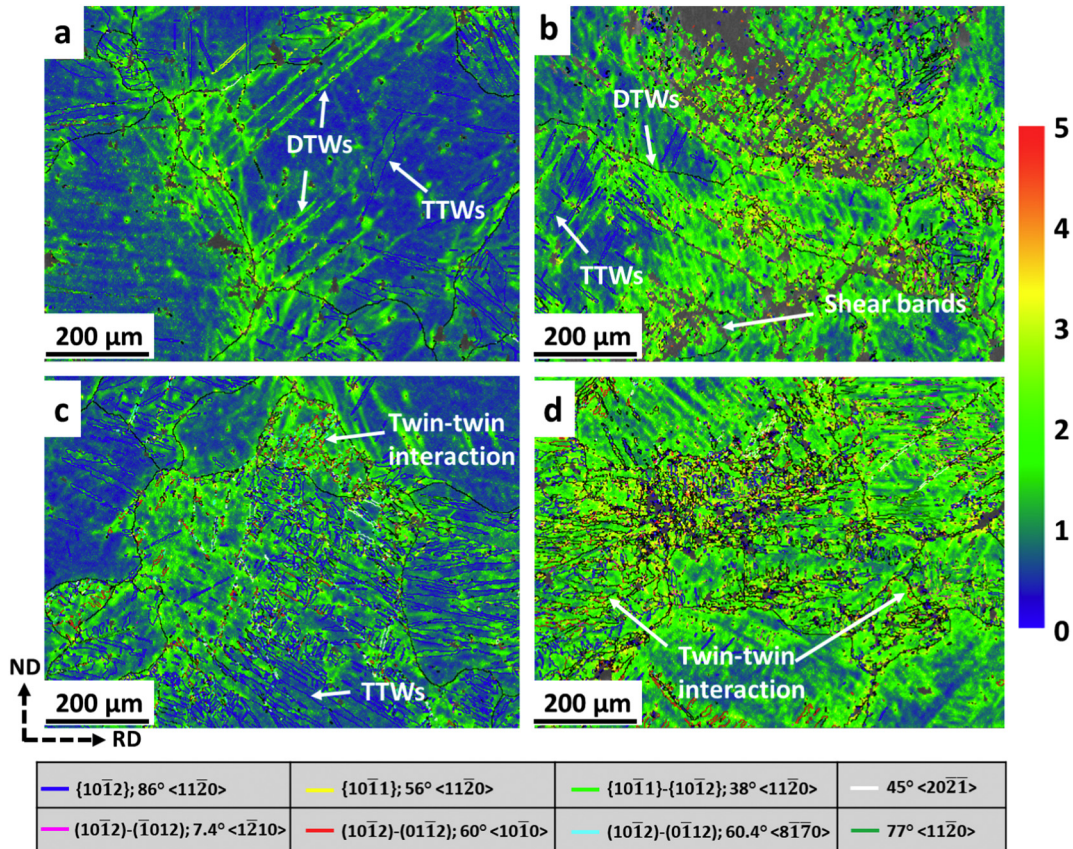 a
b
DTWs
DTWs
TTWs
TTWs
Shear bands
200 µm
200 µm
c
d
Twin-twin
interaction
TTWs
Twin-twin
interaction
200 µm
200 µm
ND
RD
5
4
3
2
1
0
{101̅2}; 86° <112̅0>
{101̅1}; 56° <112̅0>
{101̅1}-{101̅2}; 38° <112̅0>
45° <202̅1̅>
(101̅2)-(1̅012); 7.4° <12̅10>
(101̅2)-(011̅2); 60° <101̅0>
(101̅2)-(01̅12); 60.4° <81̅7̅0>
77° <112̅0>